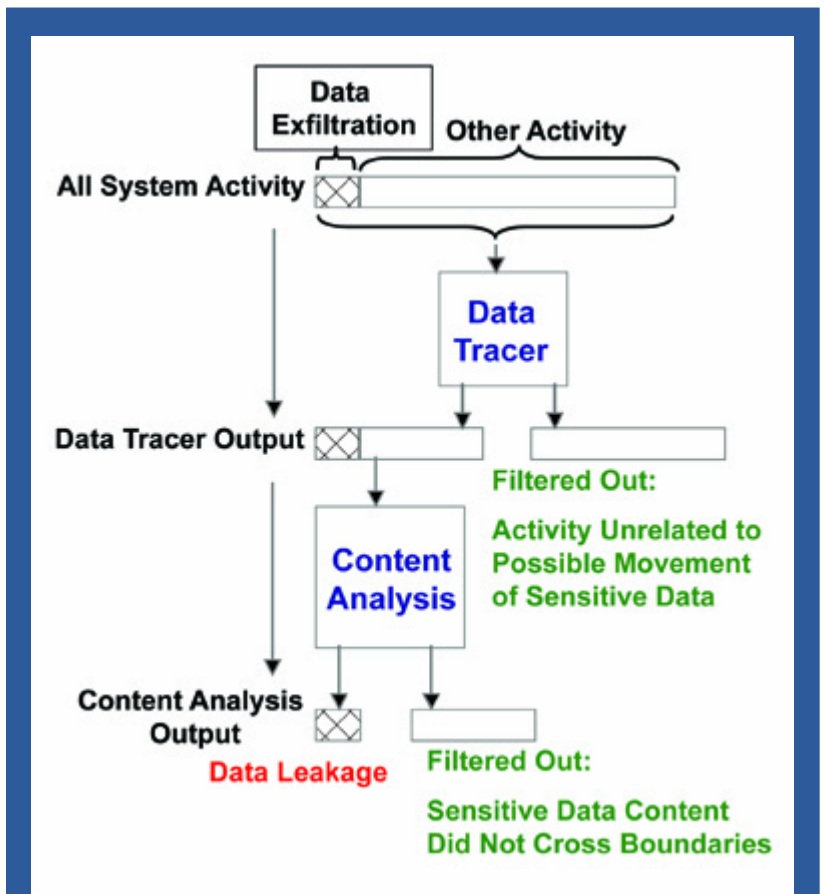 Data
Exfiltration
Other Activity
All System Activity
Data
Tracer
Data Tracer Output
Filtered Out:
Activity Unrelated to
Possible Movement
of Sensitive Data
Content
Analysis
Content Analysis
Output
Data Leakage
Filtered Out:
Sensitive Data Content
Did Not Cross Boundaries